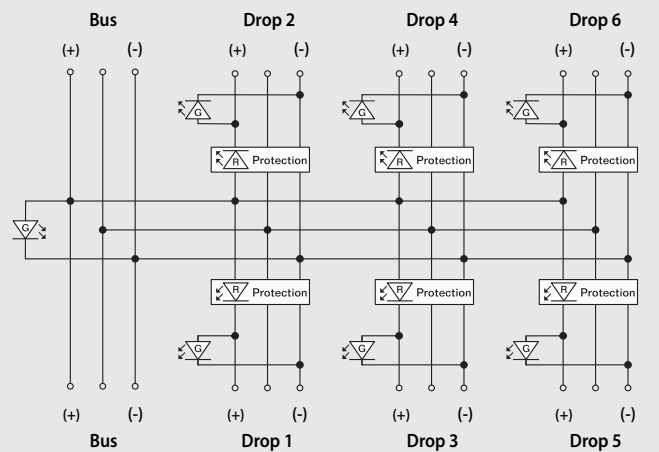 Bus Drop 2 Drop 4 Drop 6
(+) (-) (+) (-) (+) (-) (+) (-)
G G G
R Protection R Protection R Protection
G
R Protection R Protection R Protection
G G G
(+) (-) (+) (-) (+) (-) (+) (-)
Bus Drop 1 Drop 3 Drop 5